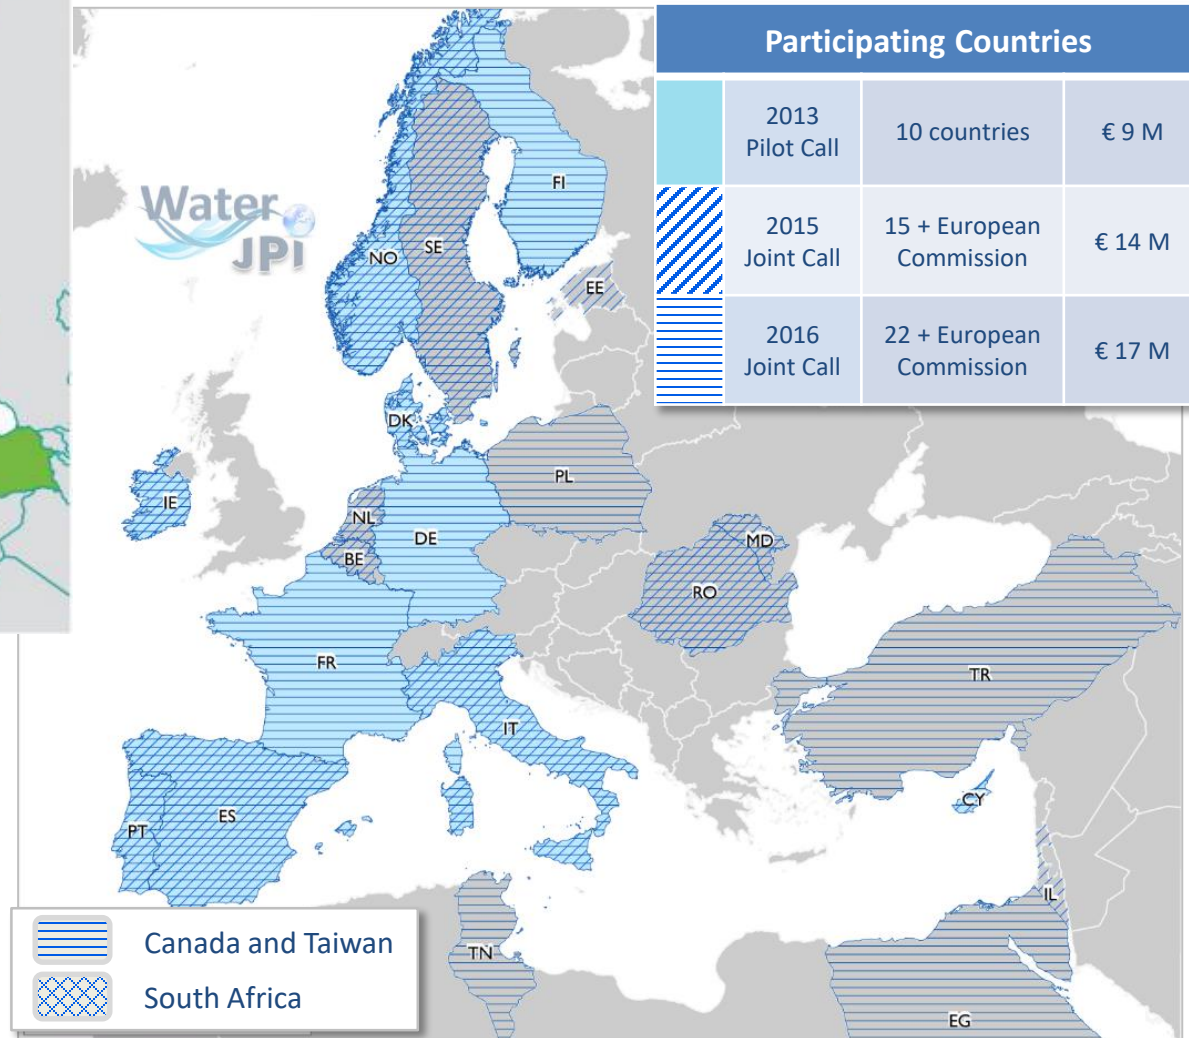 Participating Countries
2013
Pilot Call
10 countries
€ 9 M
2015
Joint Call
15 + European
Commission
€ 14 M
2016
Joint Call
22 + European
Commission
€ 17 M
Water
JPI
FI
NO
SE
EE
DK
IE
NL
DE
PL
BE
MD
RO
FR
TR
IT
ES
PT
CY
IL
TN
EG
Canada and Taiwan
South Africa